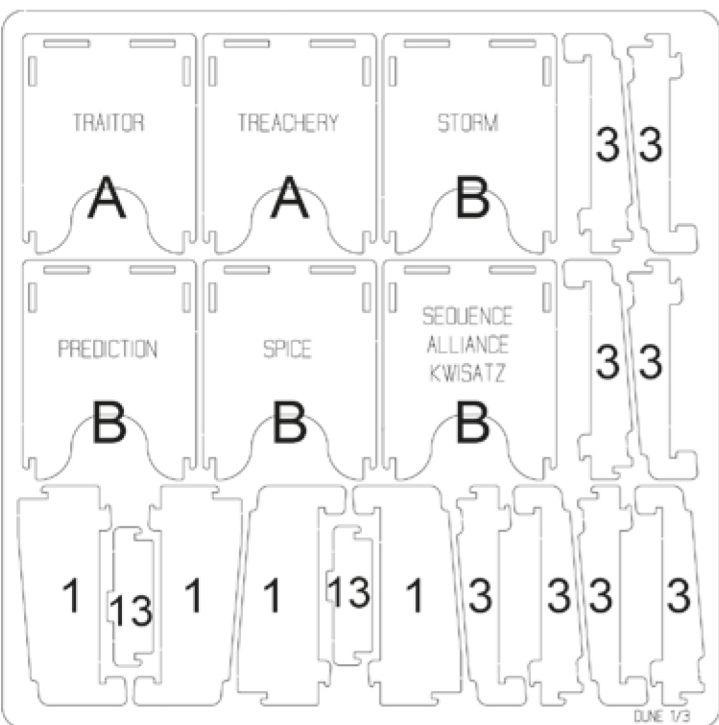 TRAITOR
TREACHERY
STORM
3 3
A
A
B
PREDICTION
SPICE
SEQUENCE
ALLIANCE
KWISATZ
3 3
B
B
B
1
13
1
1
13
1
3
3
3
3
DUNE 1/3